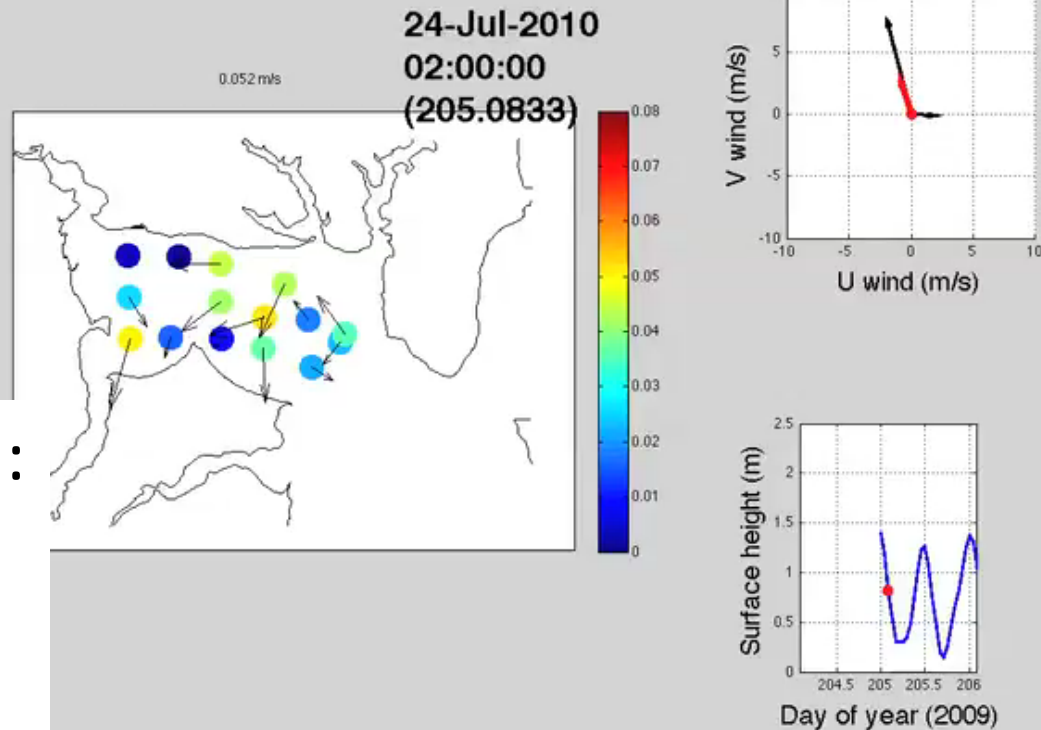 24-Jul-2010
02:00:00
(205.0833)
0.052 m/s
0.08
0.07
0.06
0.05
0.04
0.03
0.02
0.01
0
:
V wind (m/s)
5
0
-5
-10
-10 -5 0 5 10
U wind (m/s)
Surface height (m)
2.5
2
1.5
1
0.5
0
204.5 205 205.5 206
Day of year (2009)